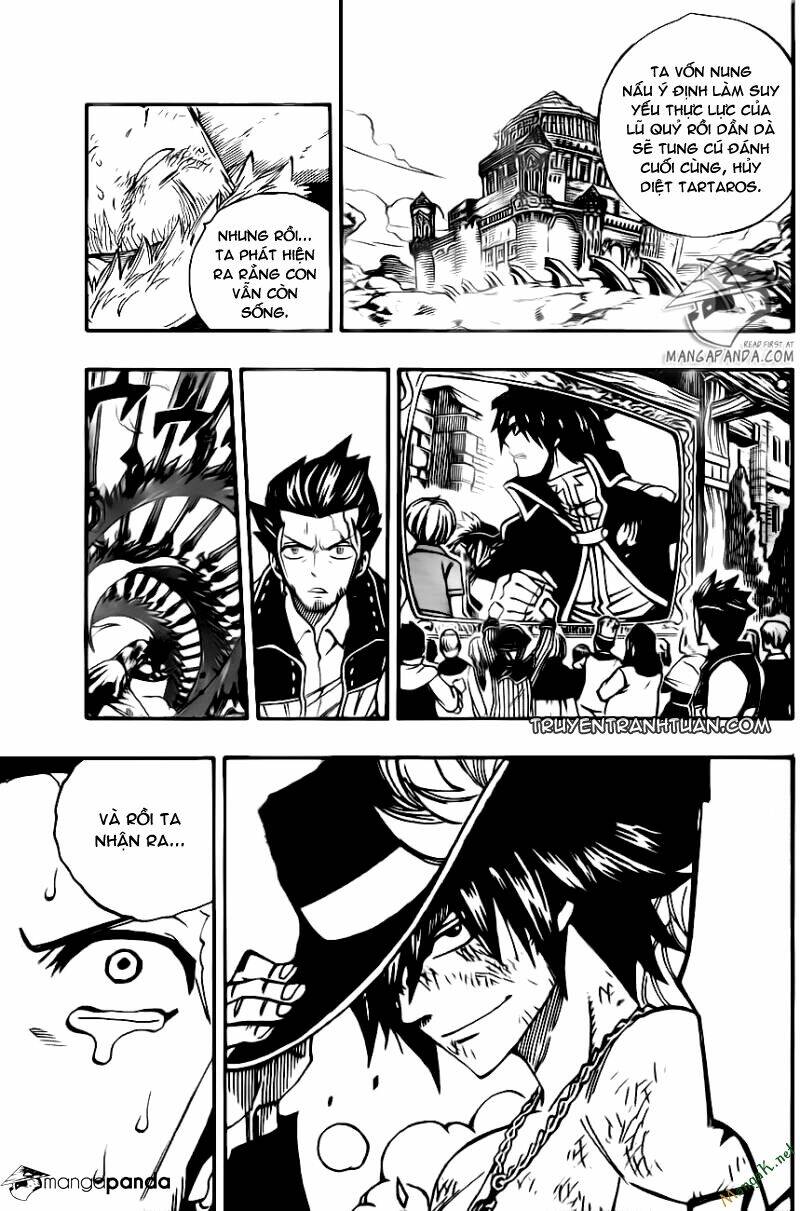 TA VỐN NUNG
NẤU Ý ĐỊNH LÀM SUY
YẾU THỰC LỰC CỦA
LŨ QUỶ RỒI DẦN DÀ
SẼ TUNG CÚ ĐÁNH
CUỐI CÙNG, HỦY
DIỆT TARTAROS.
NHƯNG RỒI...
TA PHÁT HIỆN
RA RẰNG CON
VẪN CÒN
SỐNG.
READ FIRST AT
MANGAPANDA.COM
TRUYENTRANHTUAN.COM
VÀ RỒI TA
NHẬN RA...
mangapanda
MangaK.net